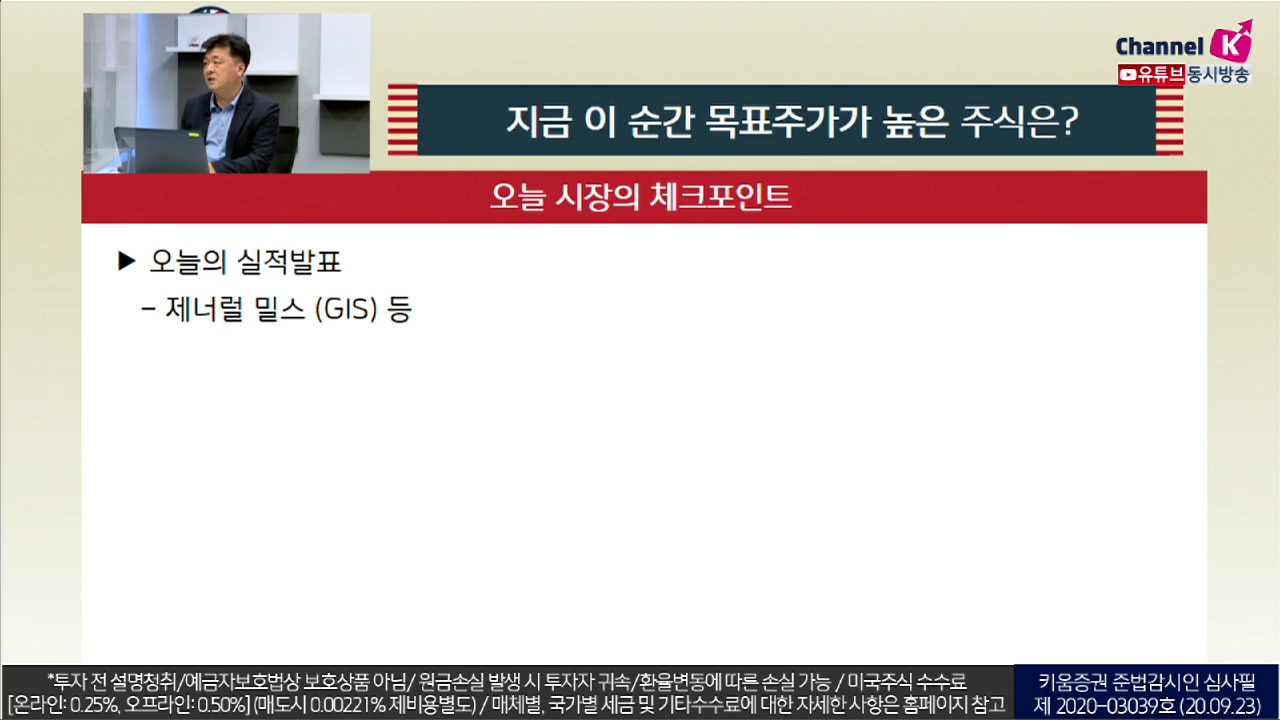 Channel K
유튜브 동시방송
지금 이 순간 목표주가가 높은 주식은?
오늘 시장의 체크포인트
▶ 오늘의 실적발표
- 제너럴 밀스 (GIS) 등
*투자 전 설명청취/예금자보호법상 보호상품 아님/ 원금손실 발생 시 투자자 귀속/환율변동에 따른 손실 가능 / 미국주식 수수료
[온라인: 0.25%, 오프라인: 0.50%] (매도시 0.00221% 제비용별도) / 매체별, 국가별 세금 및 기타수수료에 대한 자세한 사항은 홈페이지 참고
키움증권 준법감시인 심사필
제 2020-03039호 (20.09.23)